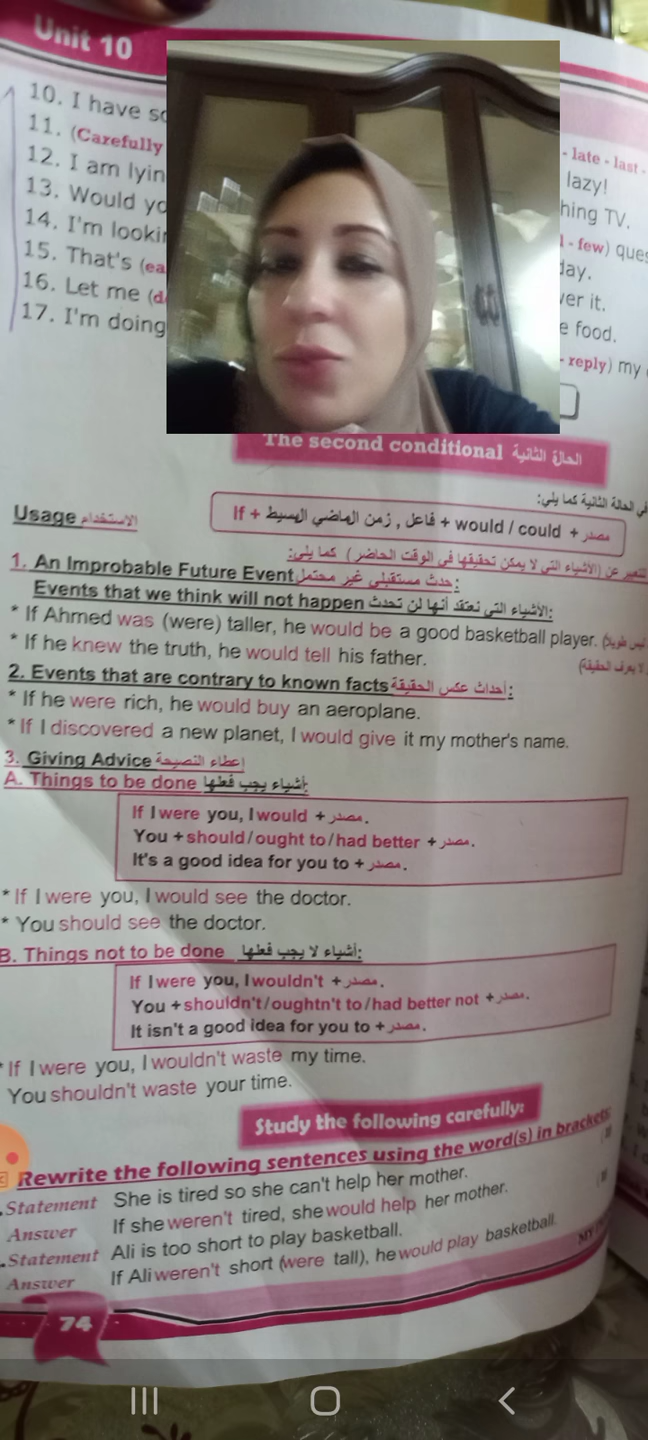 Unit 10
10. I have
11. (Carefully - late - last -
12. I am lazy!
13. Would TV.
14. I'm - few)
15. That's day.
16. Let me it.
17. I'm doing food.
- reply) my
The second conditional الحالة الثانية
في الحالة الثانية كما يلي:
Usage الاستخدام
If + فاعل , زمن الماضي البسيط + would / could + مصدر
(الأشياء التي لا يمكن تحقيقها في الوقت الحاضر) كما يلي:
1. An Improbable Future Event حدث مستقبلي غير محتمل:
Events that we think will not happen الأشياء التي نعتقد أنها لن تحدث:
* If Ahmed was (were) taller, he would be a good basketball player.
* If he knew the truth, he would tell his father. (لا يعرف الحقيقة)
2. Events that are contrary to known facts أحداث عكس الحقيقة:
* If he were rich, he would buy an aeroplane.
* If I discovered a new planet, I would give it my mother's name.
3. Giving Advice إعطاء النصيحة
A. Things to be done أشياء يجب فعلها:
If I were you, I would + مصدر.
You + should/ought to/had better + مصدر.
It's a good idea for you to + مصدر.
* If I were you, I would see the doctor.
* You should see the doctor.
B. Things not to be done أشياء لا يجب فعلها:
If I were you, I wouldn't + مصدر.
You + shouldn't/oughtn't to/had better not + مصدر.
It isn't a good idea for you to + مصدر.
* If I were you, I wouldn't waste my time.
You shouldn't waste your time.
Study the following carefully:
Rewrite the following sentences using the word(s) in brackets:
Statement She is tired so she can't help her mother.
Answer If she weren't tired, she would help her mother.
Statement Ali is too short to play basketball.
Answer If Ali weren't short (were tall), he would play basketball.
74